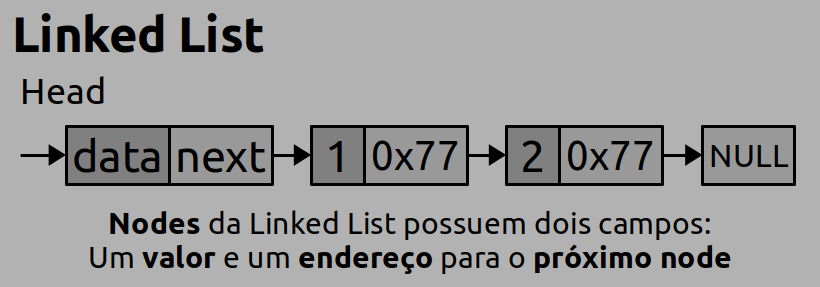 Linked List
Head
data next 1 0x77 2 0x77 NULL
Nodes da Linked List possuem dois campos:
Um valor e um endereço para o próximo node